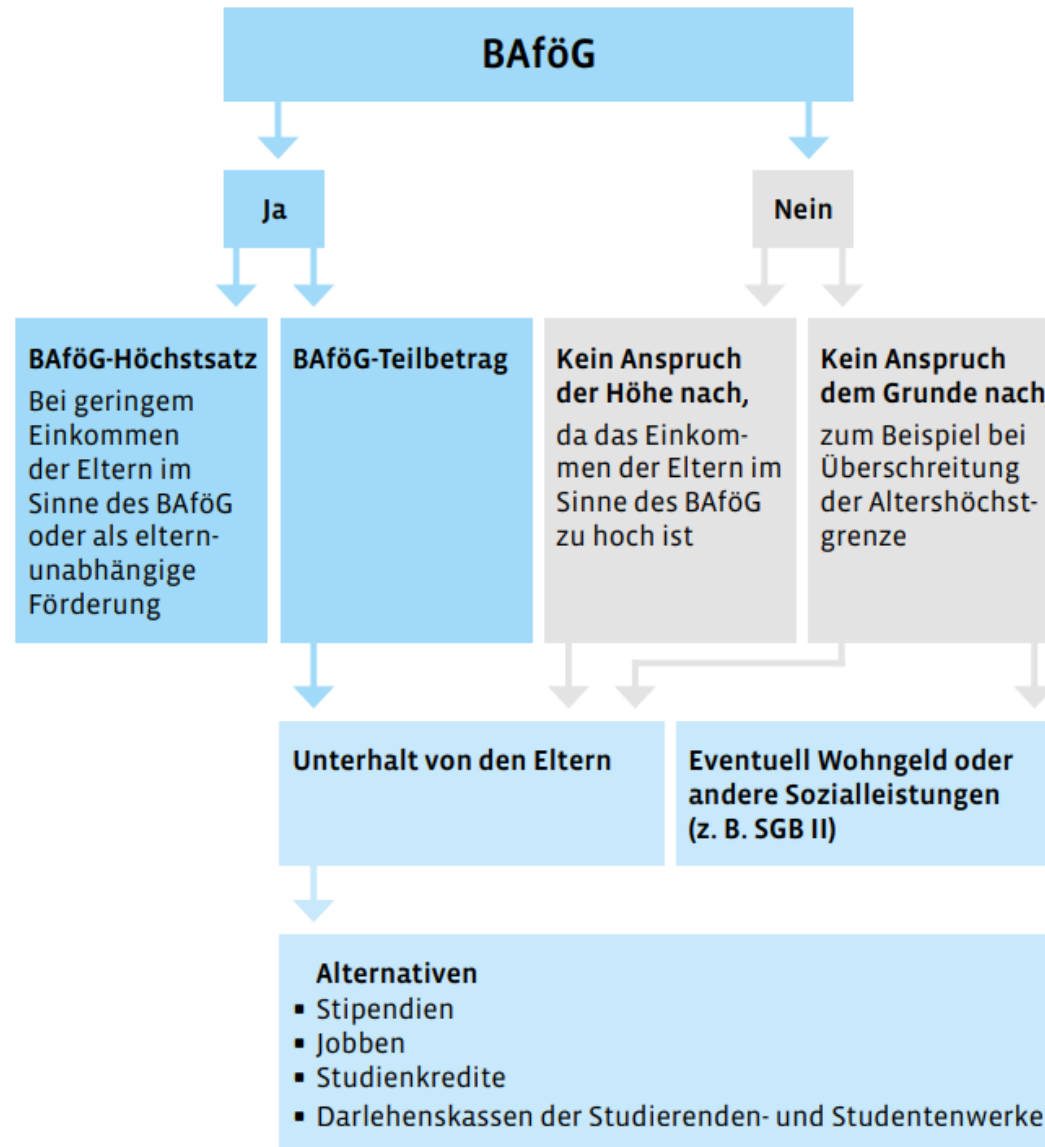 BAföG
Ja
Nein
BAföG-Höchstsatz
Bei geringem
Einkommen
der Eltern im
Sinne des BAföG
oder als eltern-
unabhängige
Förderung
BAföG-Teilbetrag
Kein Anspruch
der Höhe nach,
da das Einkom-
men der Eltern im
Sinne des BAföG
zu hoch ist
Kein Anspruch
dem Grunde nach
zum Beispiel bei
Überschreitung
der Altershöchst-
grenze
Unterhalt von den Eltern
Eventuell Wohngeld oder
andere Sozialleistungen
(z. B. SGB II)
Alternativen
▪ Stipendien
▪ Jobben
▪ Studienkredite
▪ Darlehenskassen der Studierenden- und Studentenwerke